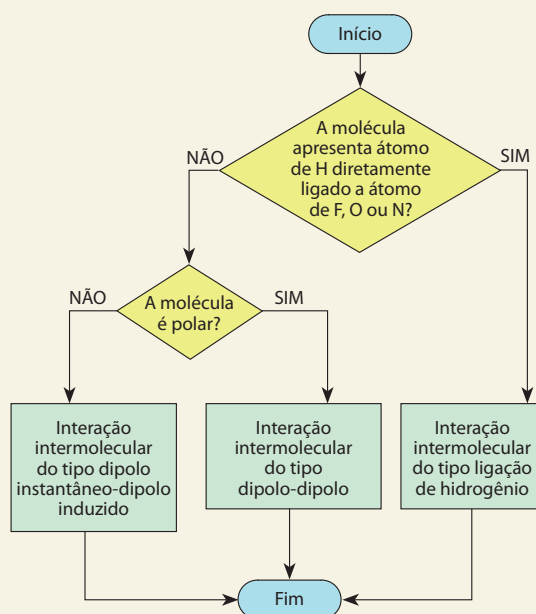 Início
A molécula
apresenta átomo
de H diretamente
ligado a átomo
de F, O ou N?
NÃO
SIM
A molécula
é polar?
NÃO
SIM
Interação
intermolecular
do tipo dipolo
instantâneo-dipolo
induzido
Interação
intermolecular
do tipo
dipolo-dipolo
Interação
intermolecular
do tipo ligação
de hidrogênio
Fim